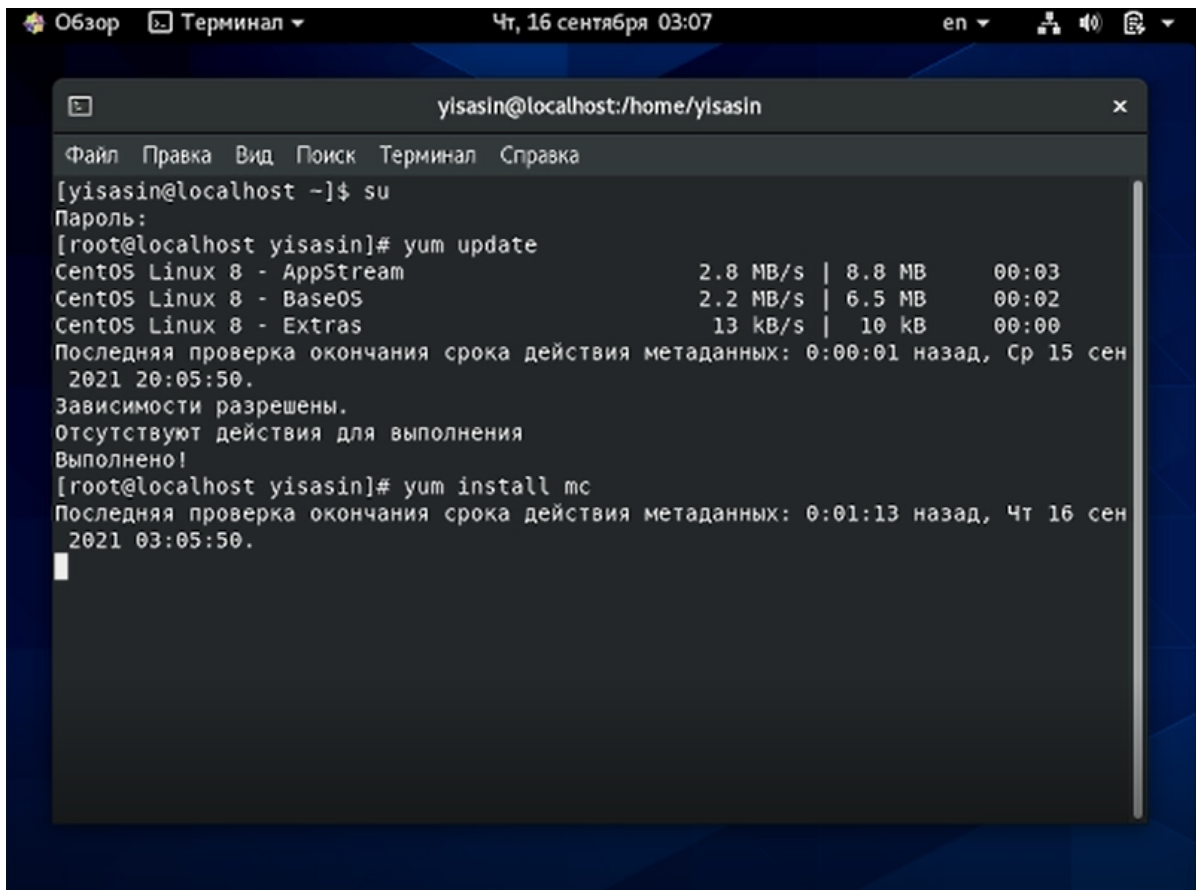 Обзор Терминал Чт, 16 сентября 03:07 en
yisasin@localhost:/home/yisasin
Файл Правка Вид Поиск Терминал Справка
[yisasin@localhost ~]$ su
Пароль:
[root@localhost yisasin]# yum update
CentOS Linux 8 - AppStream 2.8 MB/s | 8.8 MB 00:03
CentOS Linux 8 - BaseOS 2.2 MB/s | 6.5 MB 00:02
CentOS Linux 8 - Extras 13 kB/s | 10 kB 00:00
Последняя проверка окончания срока действия метаданных: 0:00:01 назад, Ср 15 сен
2021 20:05:50.
Зависимости разрешены.
Отсутствуют действия для выполнения
Выполнено!
[root@localhost yisasin]# yum install mc
Последняя проверка окончания срока действия метаданных: 0:01:13 назад, Чт 16 сен
2021 03:05:50.